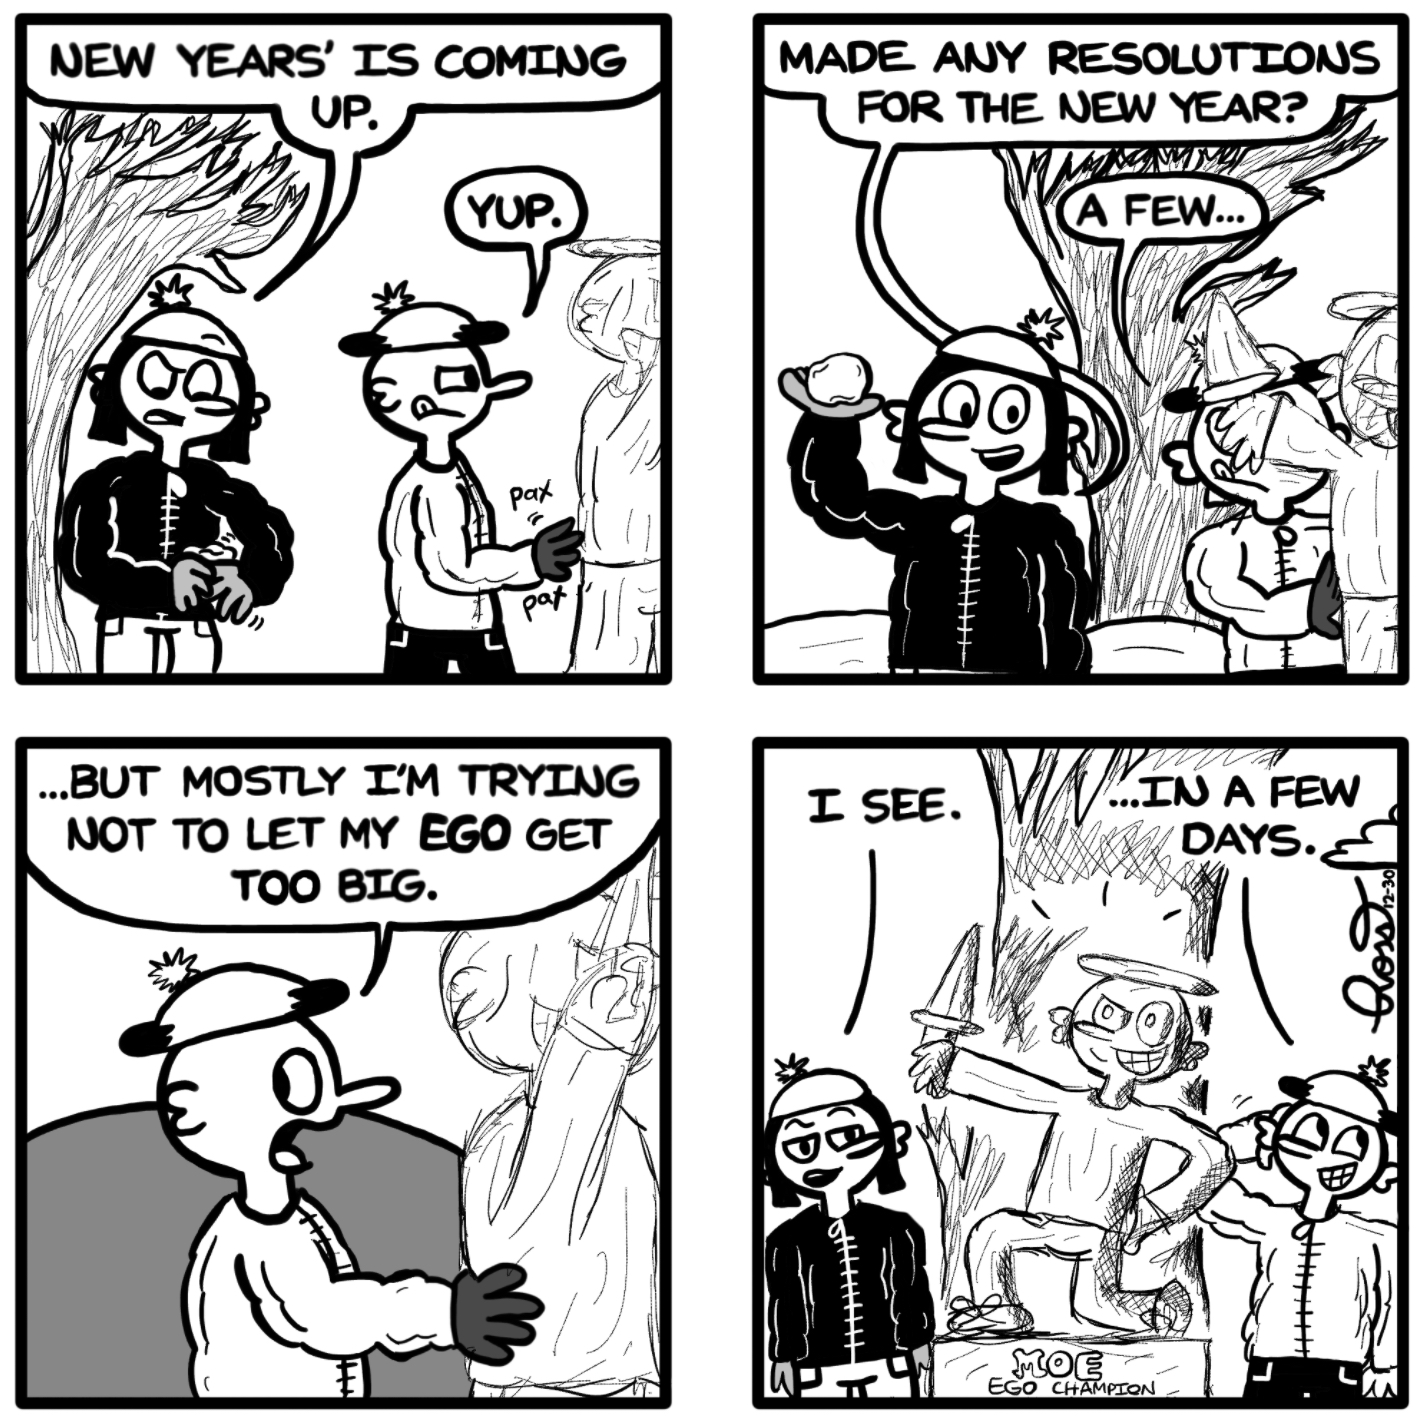 NEW YEARS' IS COMING
UP.
YUP.
pat
pat
MADE ANY RESOLUTIONS
FOR THE NEW YEAR?
A FEW...
...BUT MOSTLY I'M TRYING
NOT TO LET MY EGO GET
TOO BIG.
I SEE.
...IN A FEW
DAYS.
Ross
12-30
MOE
EGO CHAMPION